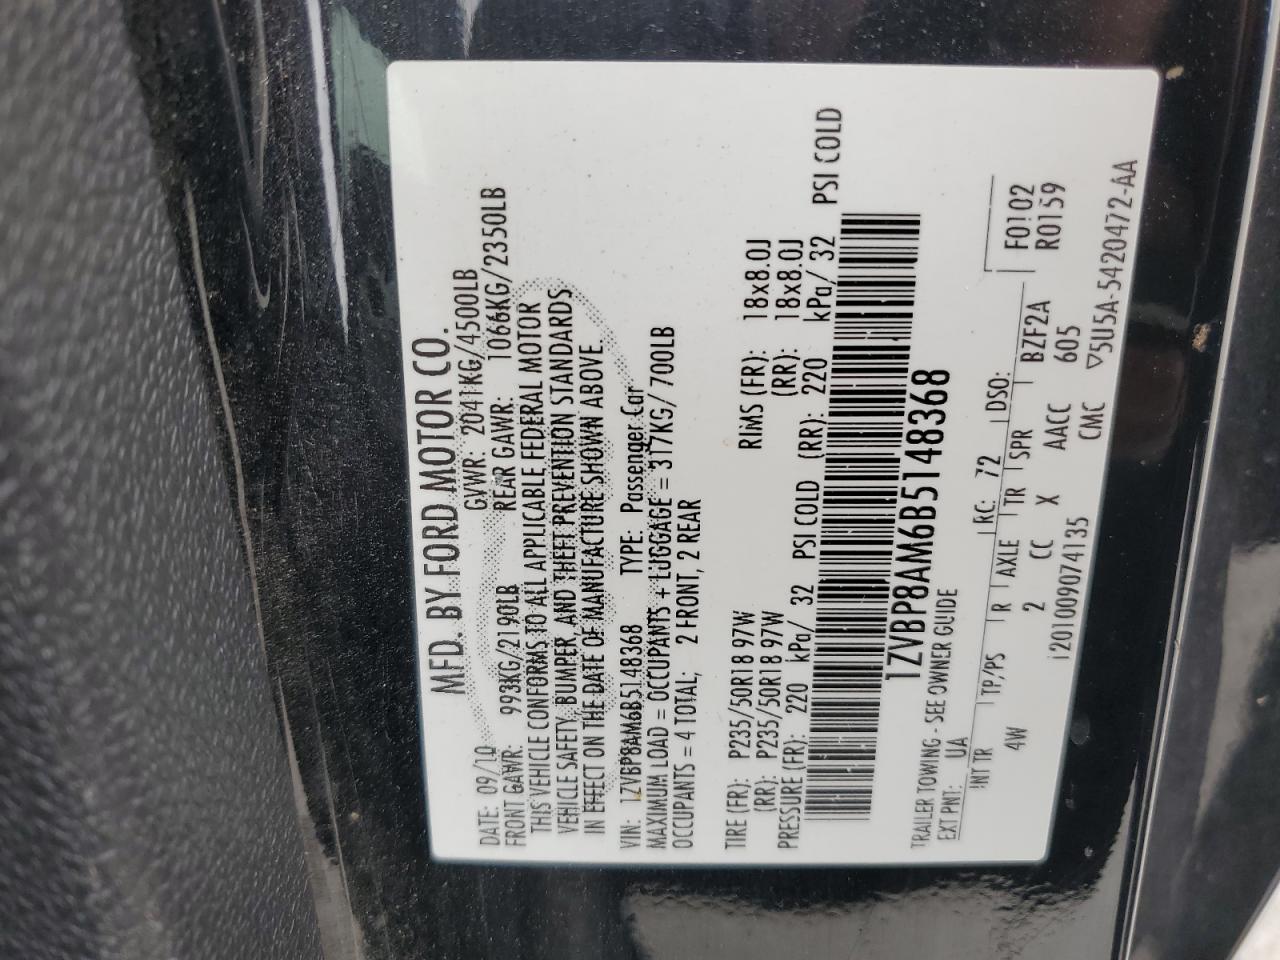 MFD. BY FORD MOTOR CO.
DATE: 09/10 GVWR: 2041KG/4500LB
FRONT GAWR: 993KG/2190LB REAR GAWR: 1066KG/2350LB
THIS VEHICLE CONFORMS TO ALL APPLICABLE FEDERAL MOTOR
VEHICLE SAFETY, BUMPER, AND THEFT PREVENTION STANDARDS
IN EFFECT ON THE DATE OF MANUFACTURE SHOWN ABOVE.
VIN: 1ZVBP8AM6B5148368 TYPE: Passenger Car
MAXIMUM LOAD = OCCUPANTS + LUGGAGE = 317KG/700LB
OCCUPANTS = 4 TOTAL; 2 FRONT, 2 REAR
TIRE (FR): P235/50R18 97W RIMS (FR): 18x8.0J
(RR): P235/50R18 97W (RR): 18x8.0J
PRESSURE (FR): 220 kPa/ 32 PSI COLD (RR): 220 kPa/ 32 PSI COLD
1ZVBP8AM6B5148368
TRAILER TOWING - SEE OWNER GUIDE
EXT PNT: UA RC: 72 DSO: F0102
INT TR TP/PS R AXLE TR SPR BZF2A R0159
4W 2 CC X AACC 605
i201009074135 CMC ▽5U5A-5420472-AA